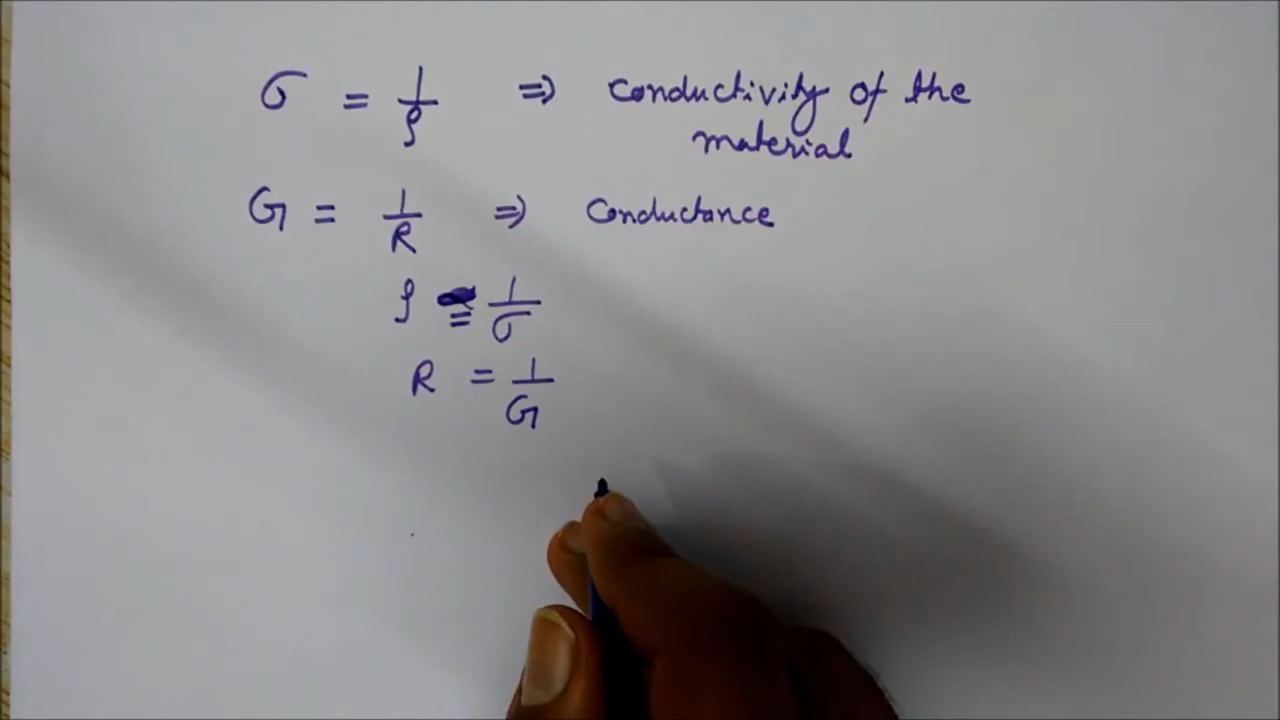 σ = 1/ρ ⇒ conductivity of the
material
G = 1/R ⇒ Conductance
ρ = 1/σ
R = 1/G